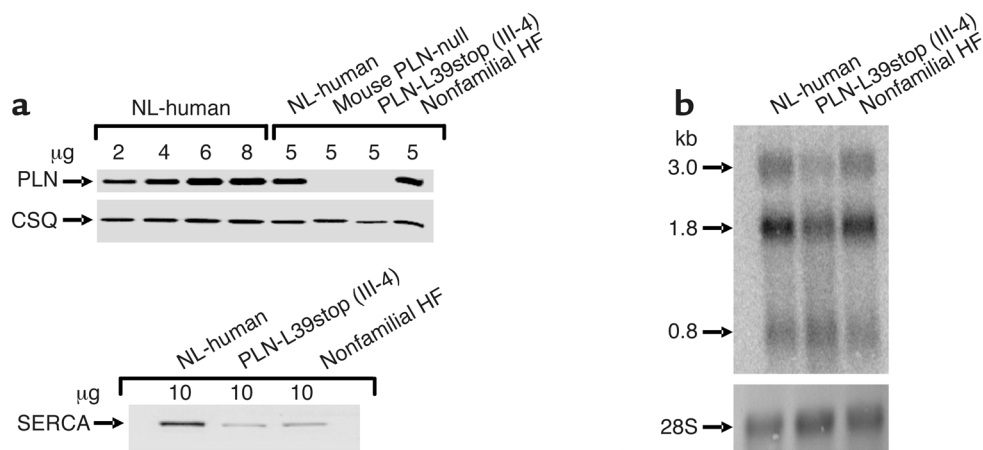 a
NL-human
NL-human
Mouse PLN-null
PLN-L39stop (III-4)
Nonfamilial HF
μg 2 4 6 8 5 5 5 5
PLN
CSQ
NL-human
PLN-L39stop (III-4)
Nonfamilial HF
μg 10 10 10
SERCA
b
NL-human
PLN-L39stop (III-4)
Nonfamilial HF
kb
3.0
1.8
0.8
28S